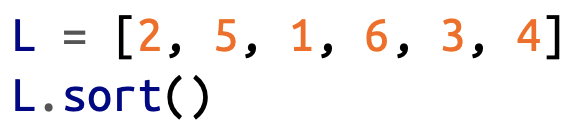 L = [2, 5, 1, 6, 3, 4]
L.sort()